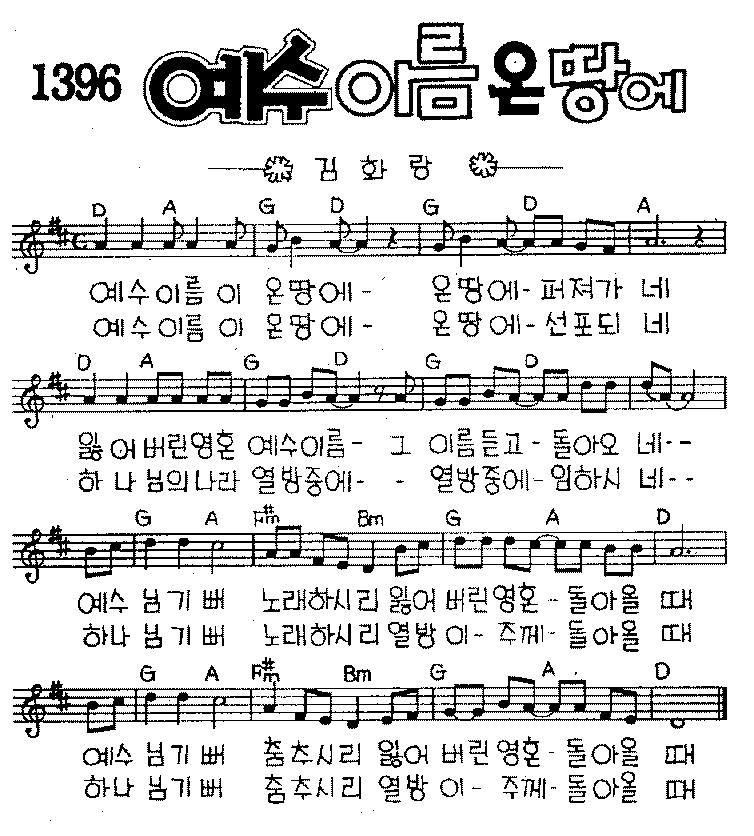 1396 예수이름 온 땅에
김 화 랑
D A G D G D A
예수이름 이 온땅에- 온땅에-퍼져가 네
예수이름 이 온땅에- 온땅에-선포되 네
D A G D G D
잃어버린영혼 예수이름- 그 이름듣고-돌아오 네--
하 나 님의나라 열방중에- - 열방중에-임하시 네--
G A F#m Bm G A D
예수 님 기 뻐 노래하시리 잃어 버린영혼-돌아올 때
하나 님 기 뻐 노래하시리 열방 이- 주께-돌아올 때
G A F#m Bm G A D
예수 님 기 뻐 춤추시리 잃어 버린영혼-돌아올 때
하나 님 기 뻐 춤추시리 열방 이- 주께-돌아올 때